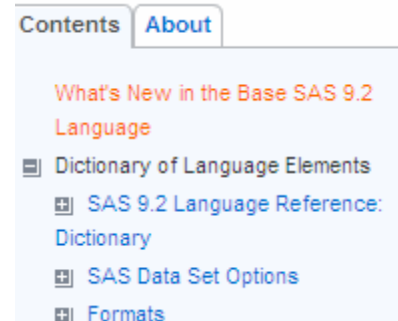 Contents About
What's New in the Base SAS 9.2
Language
Dictionary of Language Elements
SAS 9.2 Language Reference:
Dictionary
SAS Data Set Options
Formats